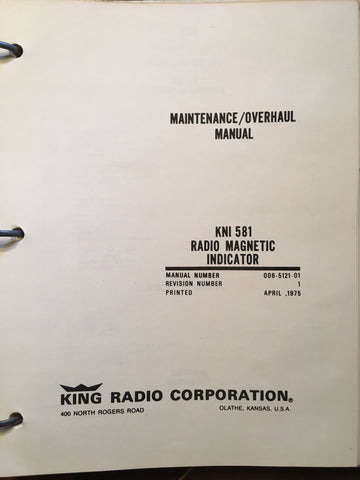 MAINTENANCE/OVERHAUL
MANUAL
KNI 581
RADIO MAGNETIC
INDICATOR
MANUAL NUMBER 006-5121-01
REVISION NUMBER 1
PRINTED APRIL ,1975
KING RADIO CORPORATION®
400 NORTH ROGERS ROAD OLATHE, KANSAS, U.S.A.